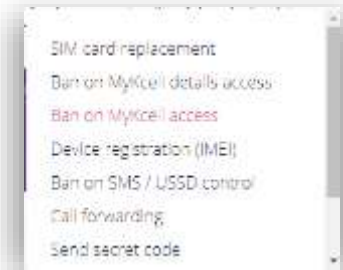 SIM card replacement
Ban on MyKcell details access
Ban on MyKcell access
Device registration (IMEI)
Ban on SMS / USSD control
Call forwarding
Send secret code